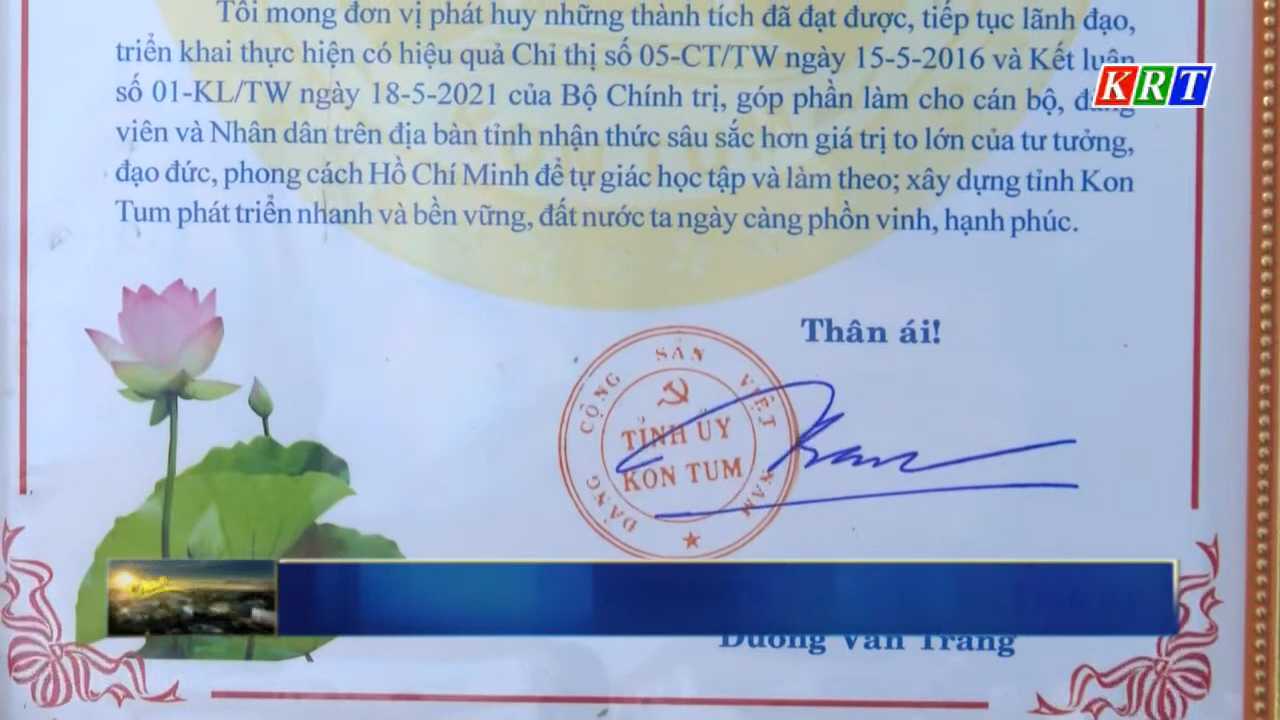 Tôi mong đơn vị phát huy những thành tích đã đạt được, tiếp tục lãnh đạo,
triển khai thực hiện có hiệu quả Chỉ thị số 05-CT/TW ngày 15-5-2016 và Kết luận
KRT
số 01-KL/TW ngày 18-5-2021 của Bộ Chính trị, góp phần làm cho cán bộ, đảng
viên và Nhân dân trên địa bàn tỉnh nhận thức sâu sắc hơn giá trị to lớn của tư tưởng,
đạo đức, phong cách Hồ Chí Minh để tự giác học tập và làm theo; xây dựng tỉnh Kon
Tum phát triển nhanh và bền vững, đất nước ta ngày càng phồn vinh, hạnh phúc.
Thân ái!
ĐẢNG CỘNG SẢN VIỆT NAM
TỈNH ỦY
KON TUM
Dương Văn Trang